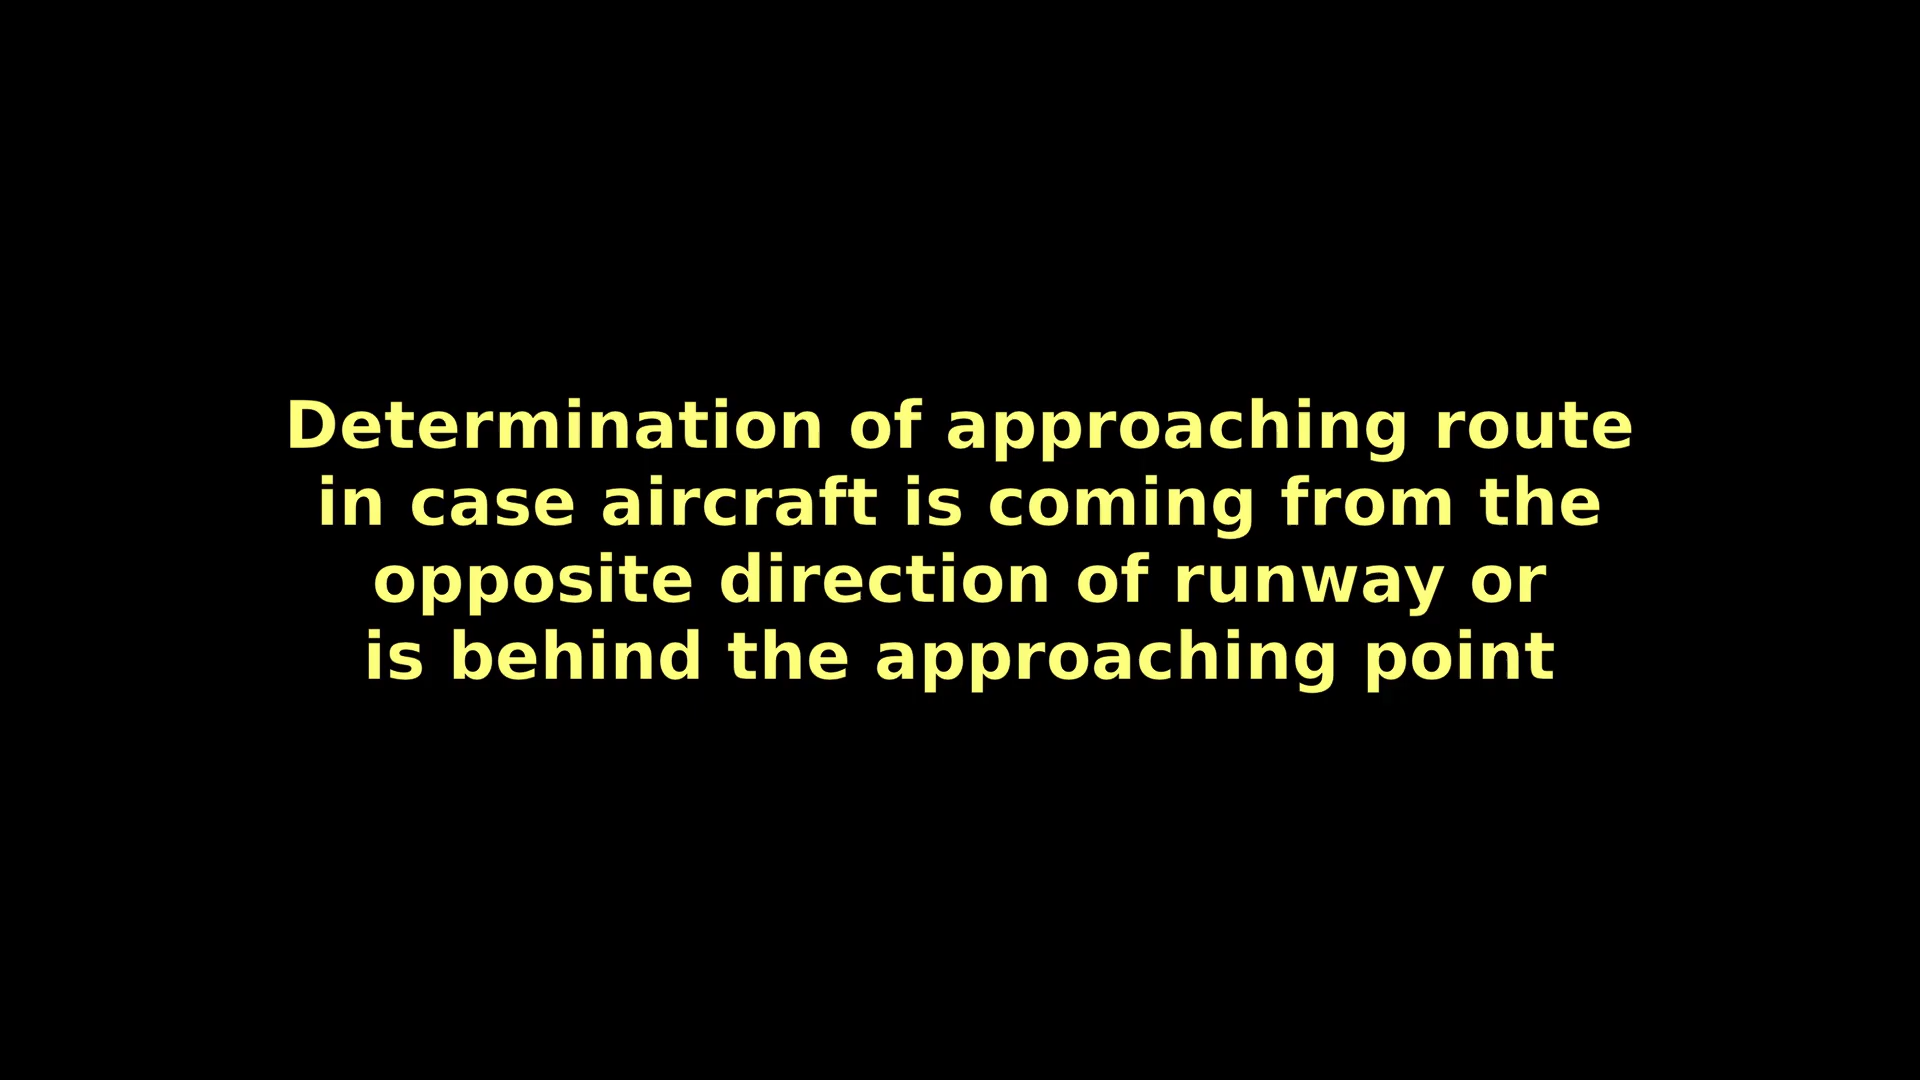 Determination of approaching route
in case aircraft is coming from the
opposite direction of runway or
is behind the approaching point